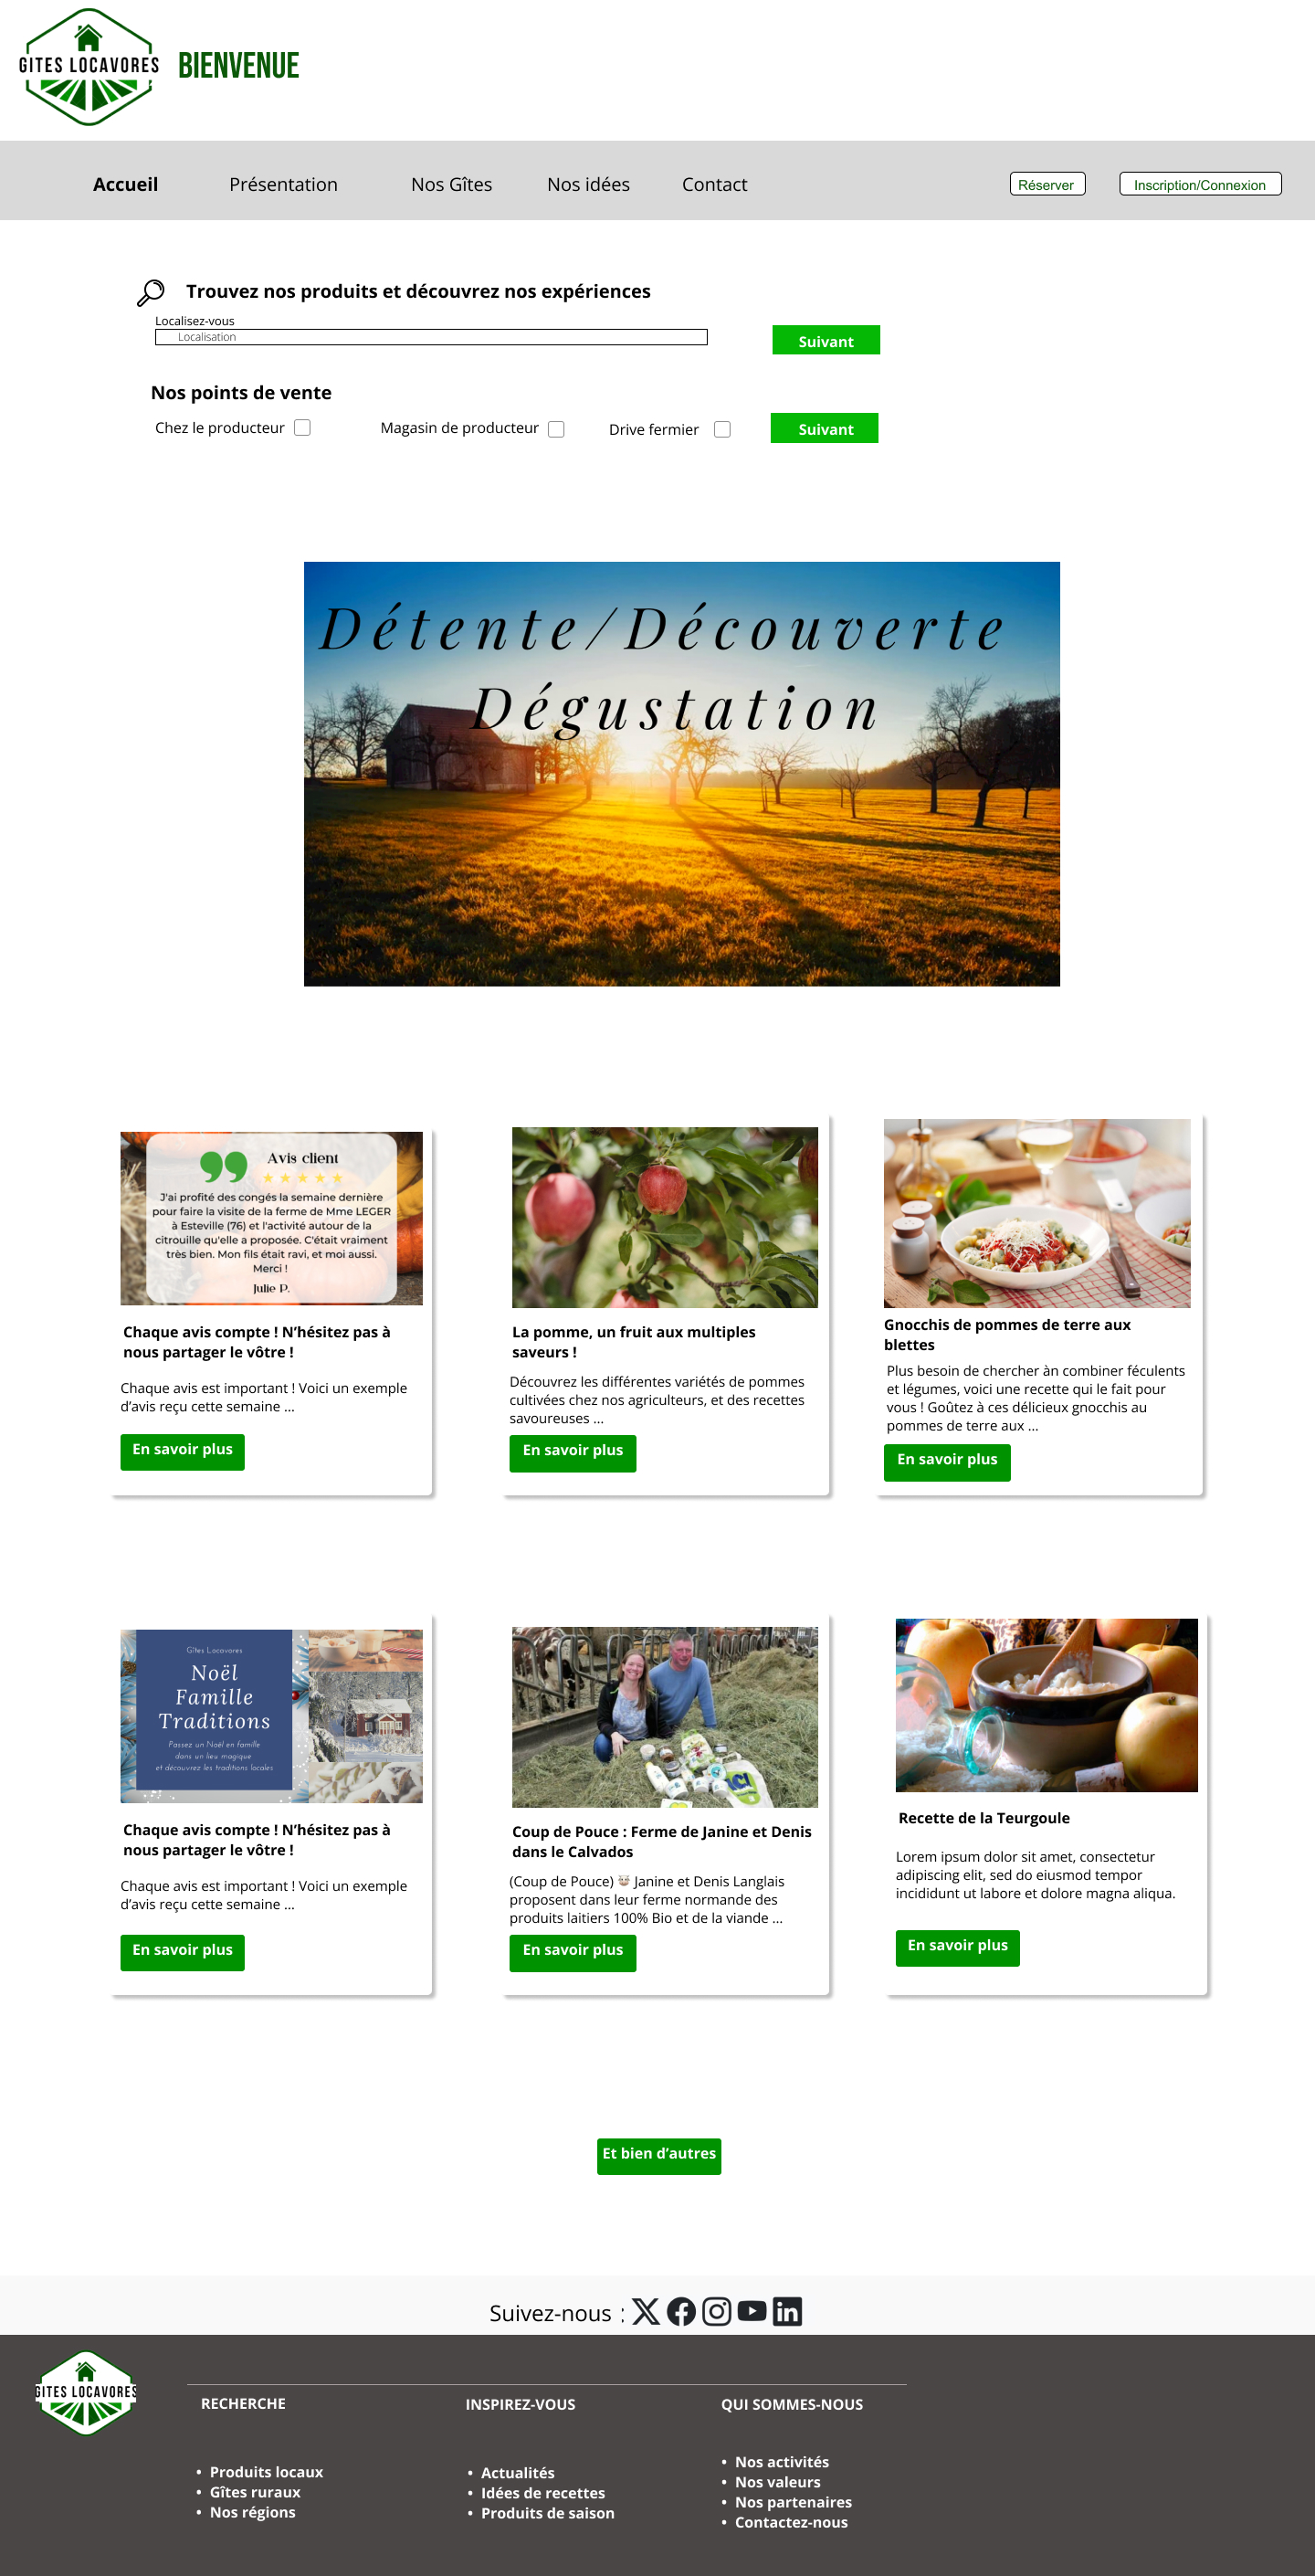 GITES LOCAVORES
BIENVENUE
Accueil
Présentation
Nos Gîtes
Nos idées
Contact
Réserver
Inscription/Connexion
Trouvez nos produits et découvrez nos expériences
Localisez-vous
Localisation
Suivant
Nos points de vente
Chez le producteur
Magasin de producteur
Drive fermier
Suivant
Détente/Découverte
Dégustation
Avis client
J'ai profité des congés la semaine dernière
pour faire la visite de la ferme de Mme LEGER
à Esteville (76) et l'activité autour de la
citrouille qu'elle a proposée. C'était vraiment
très bien. Mon fils était ravi, et moi aussi.
Merci !
Julie P.
Chaque avis compte ! N’hésitez pas à
nous partager le vôtre !
Chaque avis est important ! Voici un exemple
d’avis reçu cette semaine ...
En savoir plus
La pomme, un fruit aux multiples
saveurs !
Découvrez les différentes variétés de pommes
cultivées chez nos agriculteurs, et des recettes
savoureuses ...
En savoir plus
Gnocchis de pommes de terre aux
blettes
Plus besoin de chercher àn combiner féculents
et légumes, voici une recette qui le fait pour
vous ! Goûtez à ces délicieux gnocchis au
pommes de terre aux ...
En savoir plus
Gîtes Locavores
Noël
Famille
Traditions
Passez un Noël en famille
dans un lieu magique
et découvrez les traditions locales
Chaque avis compte ! N’hésitez pas à
nous partager le vôtre !
Chaque avis est important ! Voici un exemple
d’avis reçu cette semaine ...
En savoir plus
Coup de Pouce : Ferme de Janine et Denis
dans le Calvados
(Coup de Pouce) 🐮 Janine et Denis Langlais
proposent dans leur ferme normande des
produits laitiers 100% Bio et de la viande ...
En savoir plus
Recette de la Teurgoule
Lorem ipsum dolor sit amet, consectetur
adipiscing elit, sed do eiusmod tempor
incididunt ut labore et dolore magna aliqua.
En savoir plus
Et bien d’autres
Suivez-nous :
GITES LOCAVORES
RECHERCHE
• Produits locaux
• Gîtes ruraux
• Nos régions
INSPIREZ-VOUS
• Actualités
• Idées de recettes
• Produits de saison
QUI SOMMES-NOUS
• Nos activités
• Nos valeurs
• Nos partenaires
• Contactez-nous